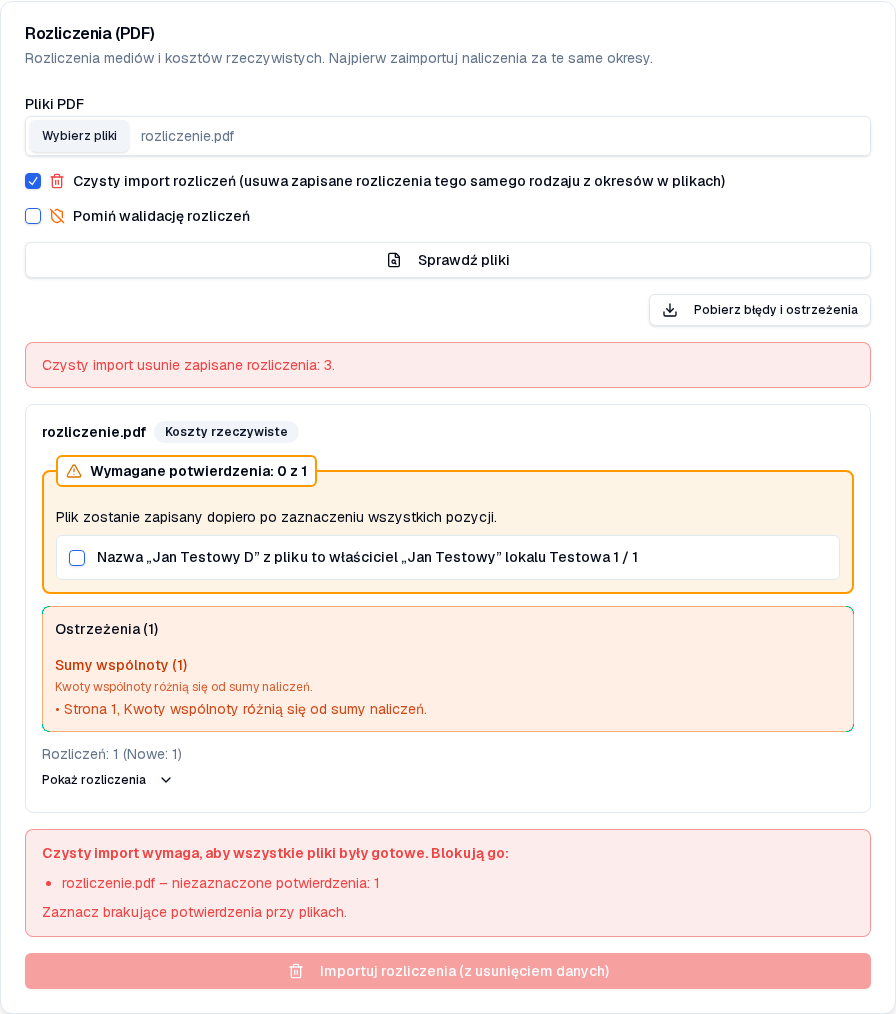 Rozliczenia (PDF)
Rozliczenia mediów i kosztów rzeczywistych. Najpierw zaimportuj naliczenia za te same okresy.
Pliki PDF
Wybierz pliki rozliczenie.pdf
Czysty import rozliczeń (usuwa zapisane rozliczenia tego samego rodzaju z okresów w plikach)
Pomiń walidację rozliczeń
Sprawdź pliki
Pobierz błędy i ostrzeżenia
Czysty import usunie zapisane rozliczenia: 3.
rozliczenie.pdf Koszty rzeczywiste
Wymagane potwierdzenia: 0 z 1
Plik zostanie zapisany dopiero po zaznaczeniu wszystkich pozycji.
Nazwa „Jan Testowy D” z pliku to właściciel „Jan Testowy” lokalu Testowa 1 / 1
Ostrzeżenia (1)
Sumy wspólnoty (1)
Kwoty wspólnoty różnią się od sumy naliczeń.
• Strona 1, Kwoty wspólnoty różnią się od sumy naliczeń.
Rozliczeń: 1 (Nowe: 1)
Pokaż rozliczenia
Czysty import wymaga, aby wszystkie pliki były gotowe. Blokują go:
• rozliczenie.pdf – niezaznaczone potwierdzenia: 1
Zaznacz brakujące potwierdzenia przy plikach.
Importuj rozliczenia (z usunięciem danych)